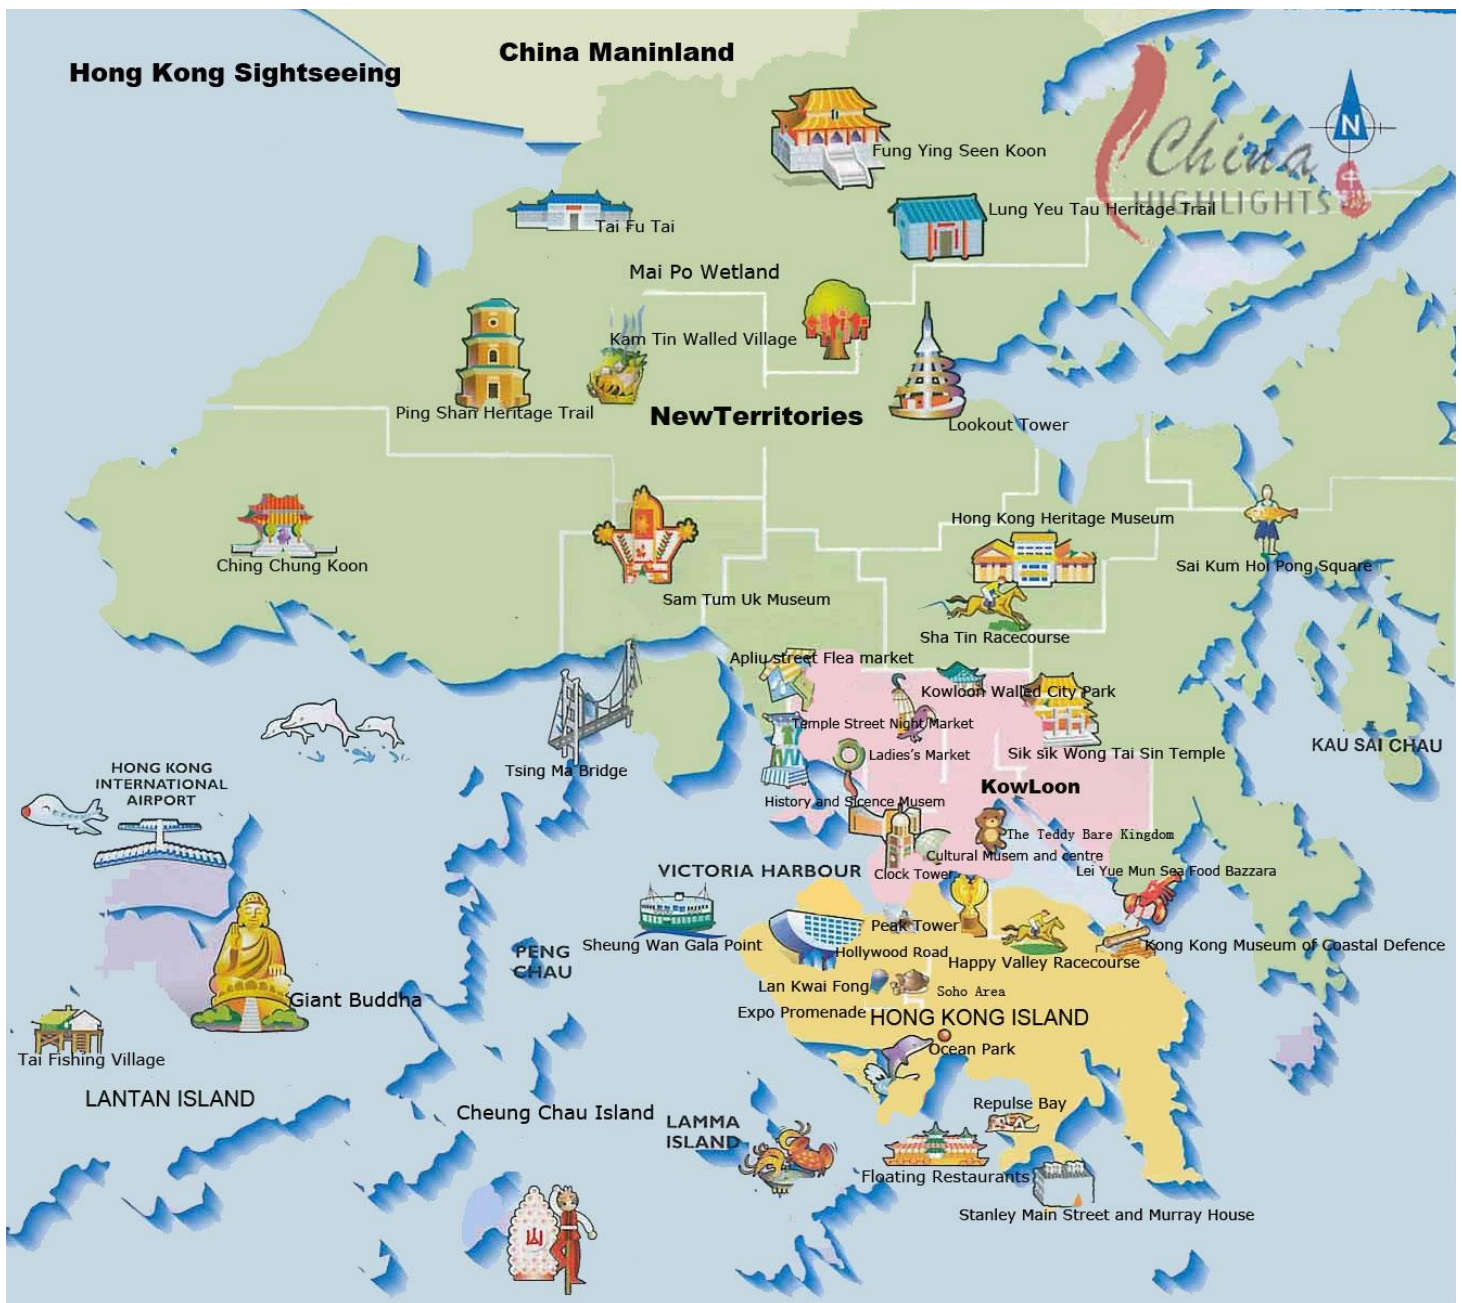 China Maninland
Hong Kong Sightseeing
N
China
HIGHLIGHTS
Fung Ying Seen Koon
Lung Yeu Tau Heritage Trail
Tai Fu Tai
Mai Po Wetland
Kam Tin Walled Village
Ping Shan Heritage Trail
NewTerritories
Lookout Tower
Hong Kong Heritage Museum
Ching Chung Koon
Sai Kum Hoi Pong Square
Sam Tum Uk Museum
Sha Tin Racecourse
Apliu street Flea market
Kowloon Walled City Park
Temple Street Night Market
Ladies's Market
Sik sik Wong Tai Sin Temple
KAU SAI CHAU
Tsing Ma Bridge
HONG KONG
INTERNATIONAL
AIRPORT
KowLoon
History and Sicence Musem
The Teddy Bare Kingdom
Cultural Musem and centre
VICTORIA HARBOUR
Clock Tower
Lei Yue Mun Sea Food Bazzara
Peak Tower
Sheung Wan Gala Point
Hollywood Road
Kong Kong Museum of Coastal Defence
PENG
CHAU
Happy Valley Racecourse
Lan Kwai Fong
Soho Area
Giant Buddha
Expo Promenade
HONG KONG ISLAND
Ocean Park
Tai Fishing Village
LANTAN ISLAND
Cheung Chau Island
Repulse Bay
LAMMA
ISLAND
Floating Restaurants
Stanley Main Street and Murray House
山